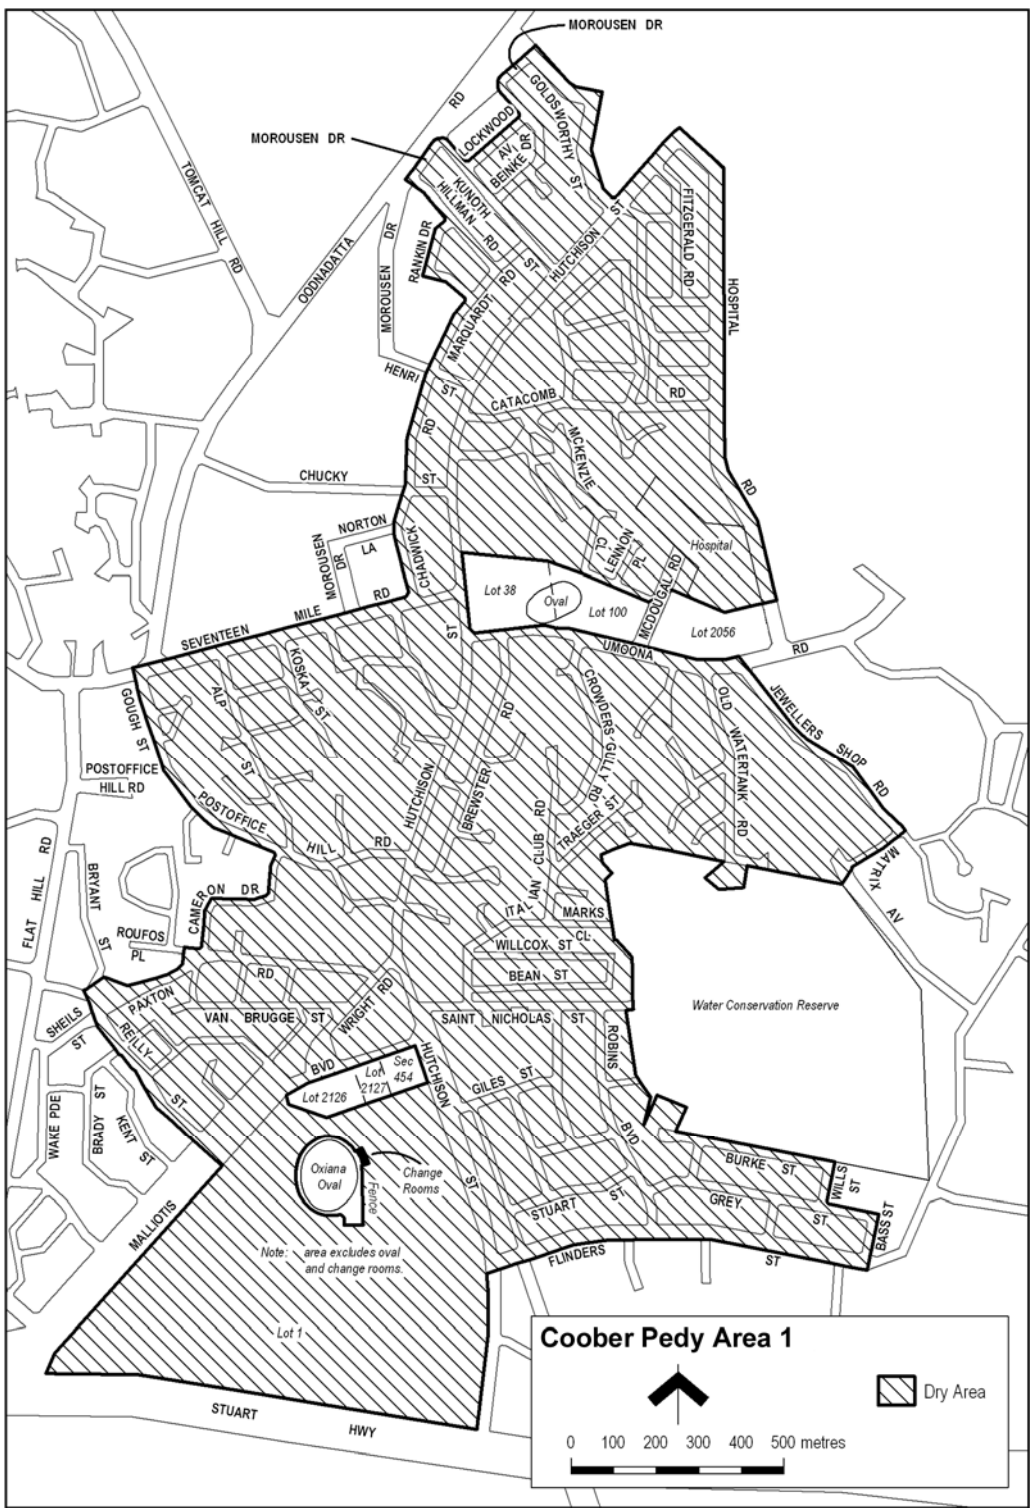 MOROUSEN DR
MOROUSEN DR
LOCKWOOD
RD
GOLDSWORTHY
ST
AV
BEINKE DR
KUNOTH
ST
HILLMAN
RD
TOMCAT HILL RD
OODNADATTA
MOROUSEN DR
RANKIN DR
HUTCHISON ST
FITZGERALD RD
HOSPITAL
RD
MARQUARDT RD
HENRI ST
CATACOMB RD
RD
MCKENZIE
CL
CHUCKY ST
NORTON
LA
MOROUSEN
DR
CHADWICK
LENNON
PL
Hospital
MCDOUGAL RD
Lot 38
Oval
Lot 100
Lot 2056
SEVENTEEN MILE RD
ST
UMOONA
RD
GOUGH ST
ALP ST
KOSKA ST
CROWDERS GULLY RD
OLD WATERTANK RD
JEWELLERS SHOP RD
POSTOFFICE
HILL RD
POSTOFFICE HILL RD
HUTCHISON
BREWSTER RD
ITALIAN CLUB RD
TRAEGER ST
MATRIX AV
FLAT HILL RD
BRYANT ST
CAMERON DR
ROUFOS
PL
MARKS
CL
WILLCOX ST
BEAN ST
Water Conservation Reserve
PAXTON RD
SHEILS
ST
REILLY
ST
VAN BRUGGE ST
WRIGHT RD
SAINT NICHOLAS ST
ROBINS
BVD
BVD
Lot 2126
Lot
2127
Sec
454
HUTCHISON
ST
GILES ST
WAKE PDE
BRADY ST
KENT ST
Oxiana
Oval
Change
Rooms
Fence
BURKE ST
WILLS
ST
GREY ST
BASS ST
STUART ST
MALLIOTIS
FLINDERS ST
Note: area excludes oval
and change rooms.
Lot 1
STUART HWY
Coober Pedy Area 1
Dry Area
0 100 200 300 400 500 metres